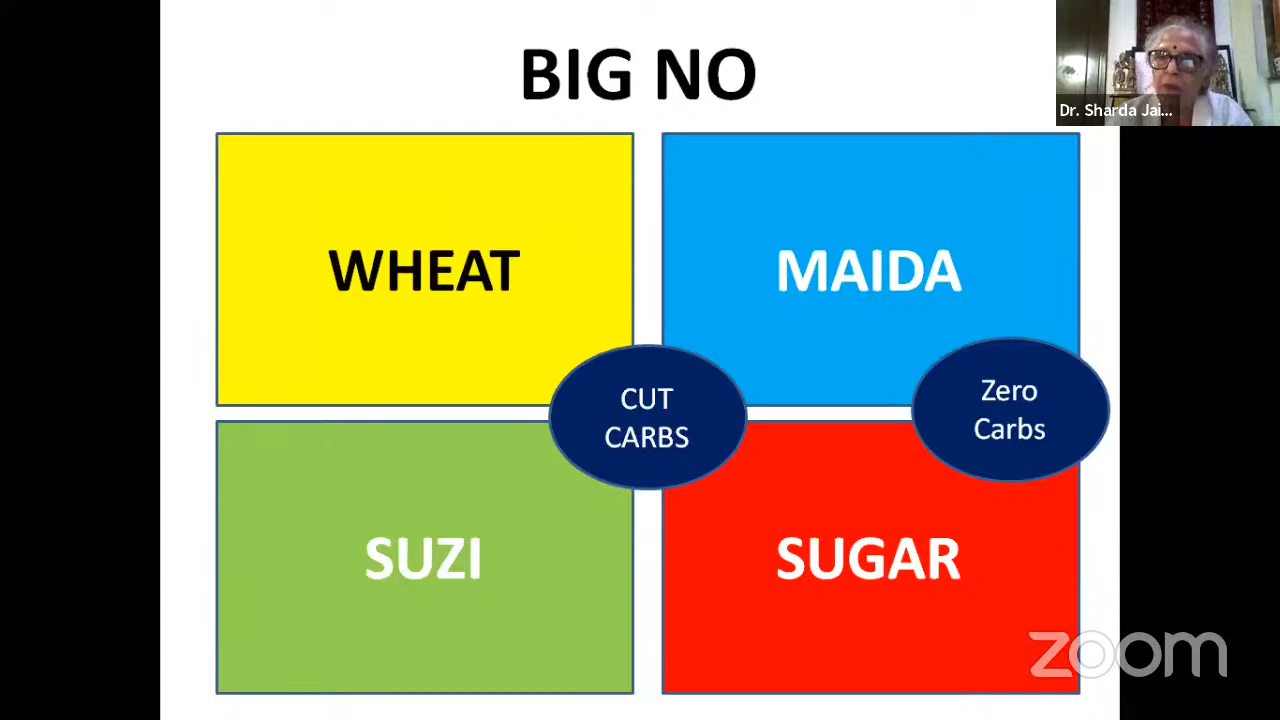 BIG NO
Dr. Sharda Jai...
WHEAT
MAIDA
CUT
CARBS
Zero
Carbs
SUZI
SUGAR
zoom